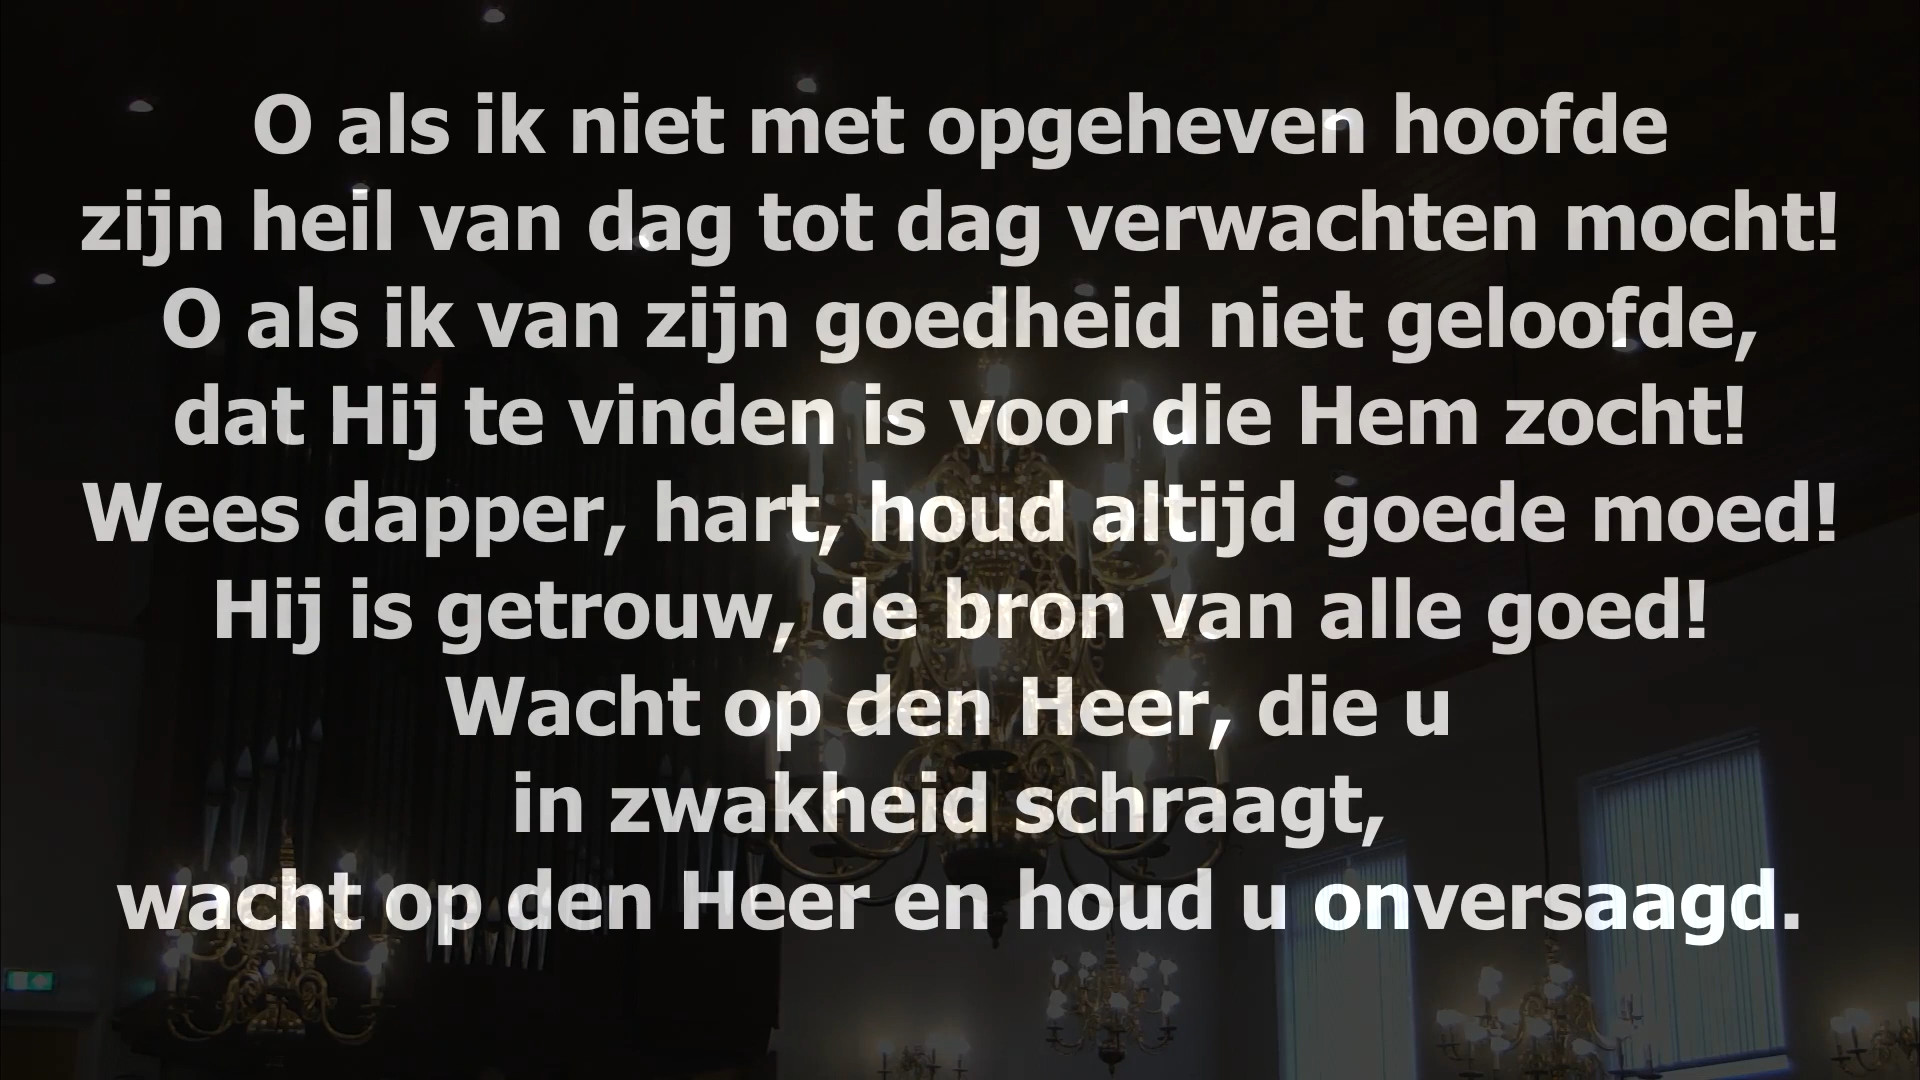 O als ik niet met opgeheven hoofde
zijn heil van dag tot dag verwachten mocht!
O als ik van zijn goedheid niet geloofde,
dat Hij te vinden is voor die Hem zocht!
Wees dapper, hart, houd altijd goede moed!
Hij is getrouw, de bron van alle goed!
Wacht op den Heer, die u
in zwakheid schraagt,
wacht op den Heer en houd u onversaagd.